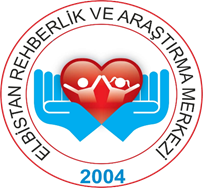 ELBİSTAN REHBERLİK VE ARAŞTIRMA MERKEZİ
2004